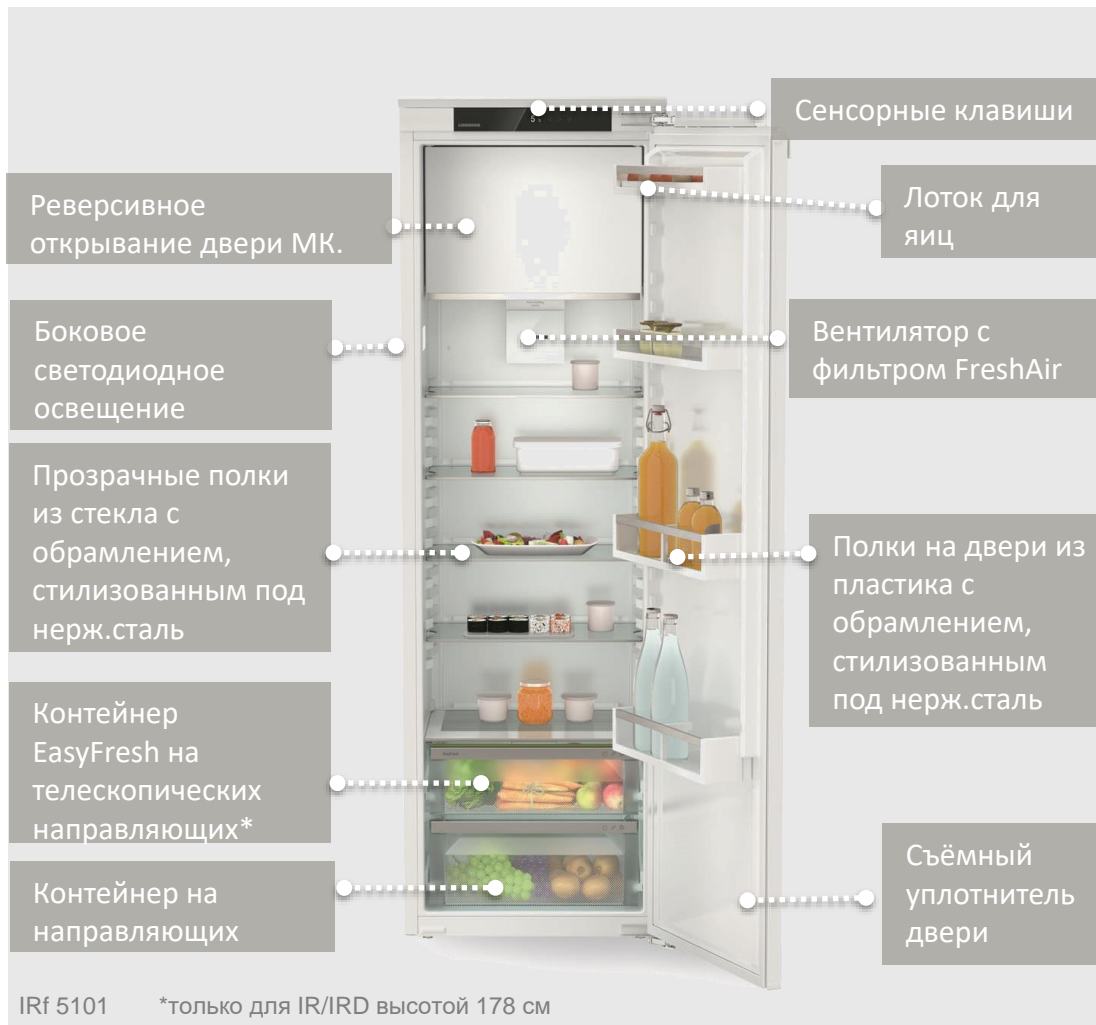 Сенсорные клавиши
Реверсивное
открывание двери МК.
Лоток для
яиц
Боковое
светодиодное
освещение
Вентилятор с
фильтром FreshAir
Прозрачные полки
из стекла с
обрамлением,
стилизованным под
нерж.сталь
Полки на двери из
пластика с
обрамлением,
стилизованным
под нерж.сталь
Контейнер
EasyFresh на
телескопических
направляющих*
Контейнер на
направляющих
Съёмный
уплотнитель
двери
IRf 5101 *только для IR/IRD высотой 178 см